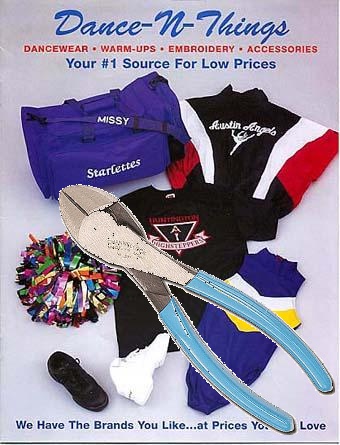 Dance-N-Things
DANCEWEAR • WARM-UPS • EMBROIDERY • ACCESSORIES
Your #1 Source For Low Prices
MISSY
Starlettes
Austin Angels
HUNTINGTON
HIGHSTEPPERS
We Have The Brands You Like...at Prices Yo Love